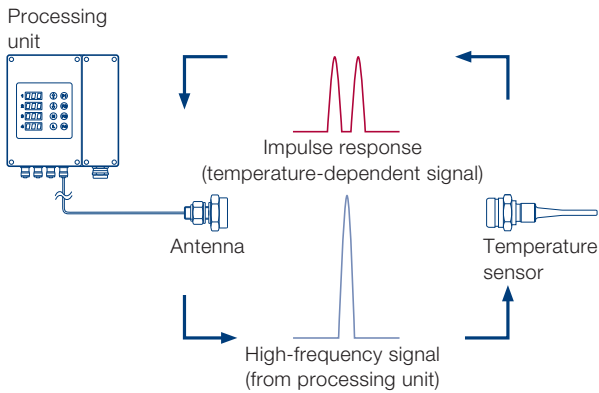 Processing
unit
Impulse response
(temperature-dependent signal)
Antenna
Temperature
sensor
High-frequency signal
(from processing unit)